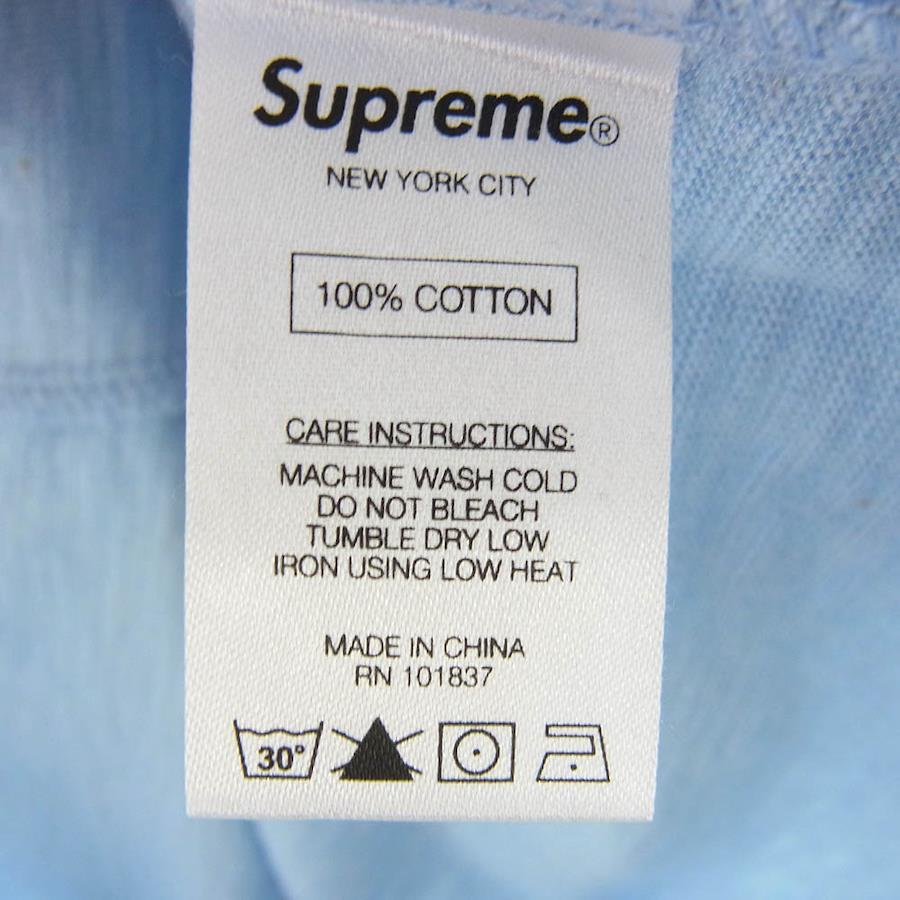 Supreme®
NEW YORK CITY
100% COTTON
CARE INSTRUCTIONS:
MACHINE WASH COLD
DO NOT BLEACH
TUMBLE DRY LOW
IRON USING LOW HEAT
MADE IN CHINA
RN 101837
30°